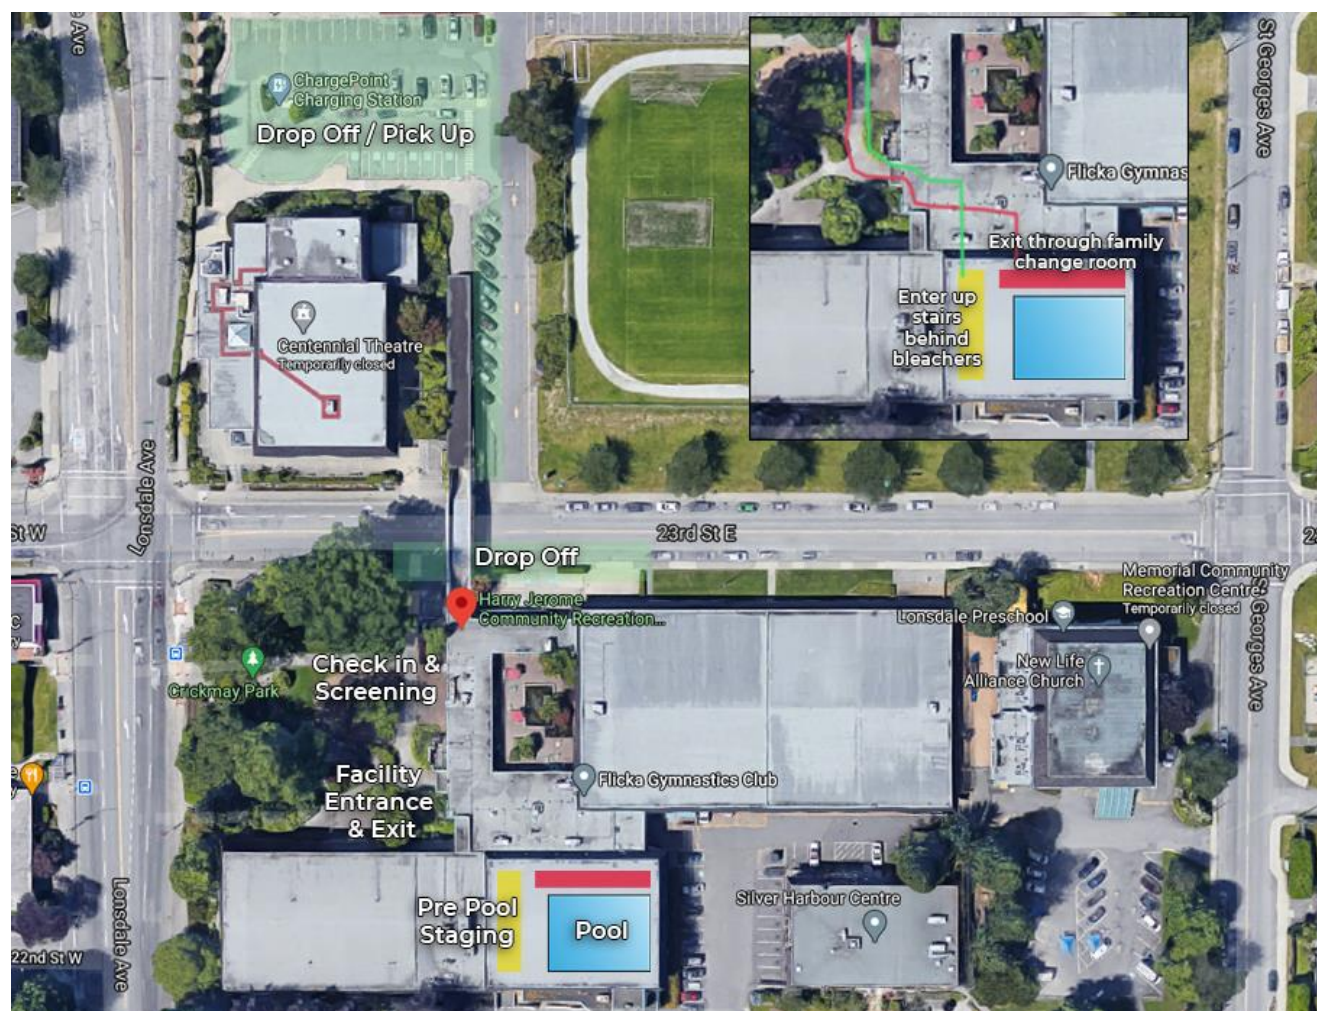 Ave
ChargePoint
Charging Station
Drop Off / Pick Up
St Georges Ave
Flicka Gymnas
Exit through family
change room
Enter up
stairs
behind
bleachers
Centennial Theatre
Temporarily closed
Lonsdale Ave
St W
23rd St E
Drop Off
Harry Jerome
Community Recreation...
Memorial Community
Recreation Centre
Temporarily closed
Lonsdale Preschool
New Life
Alliance Church
St Georges Ave
Check in &
Screening
Crickmay Park
Facility
Entrance
& Exit
Flicka Gymnastics Club
Pre Pool
Staging
Pool
Silver Harbour Centre
Lonsdale Ave
22nd St W